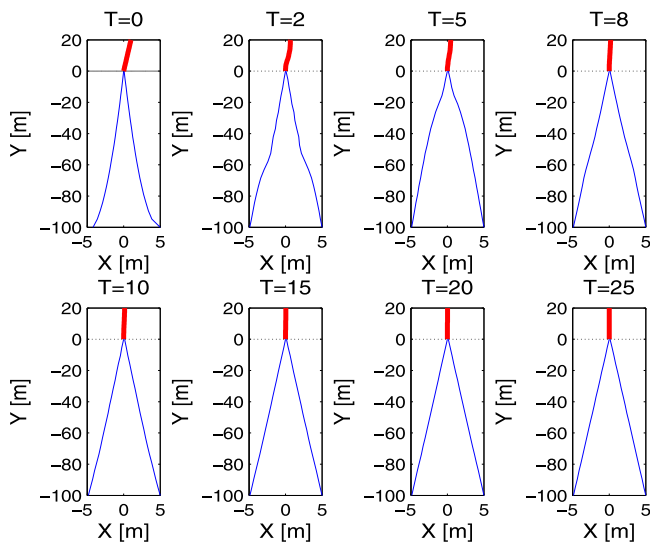 T=0 T=2 T=5 T=8
20 20 20 20
0 0 0 0
−20 −20 −20 −20
−40 −40 −40 −40
−60 −60 −60 −60
−80 −80 −80 −80
−100 −100 −100 −100
Y [m] Y [m] Y [m] Y [m]
−5 0 5 −5 0 5 −5 0 5 −5 0 5
X [m] X [m] X [m] X [m]
T=10 T=15 T=20 T=25
20 20 20 20
0 0 0 0
−20 −20 −20 −20
−40 −40 −40 −40
−60 −60 −60 −60
−80 −80 −80 −80
−100 −100 −100 −100
Y [m] Y [m] Y [m] Y [m]
−5 0 5 −5 0 5 −5 0 5 −5 0 5
X [m] X [m] X [m] X [m]